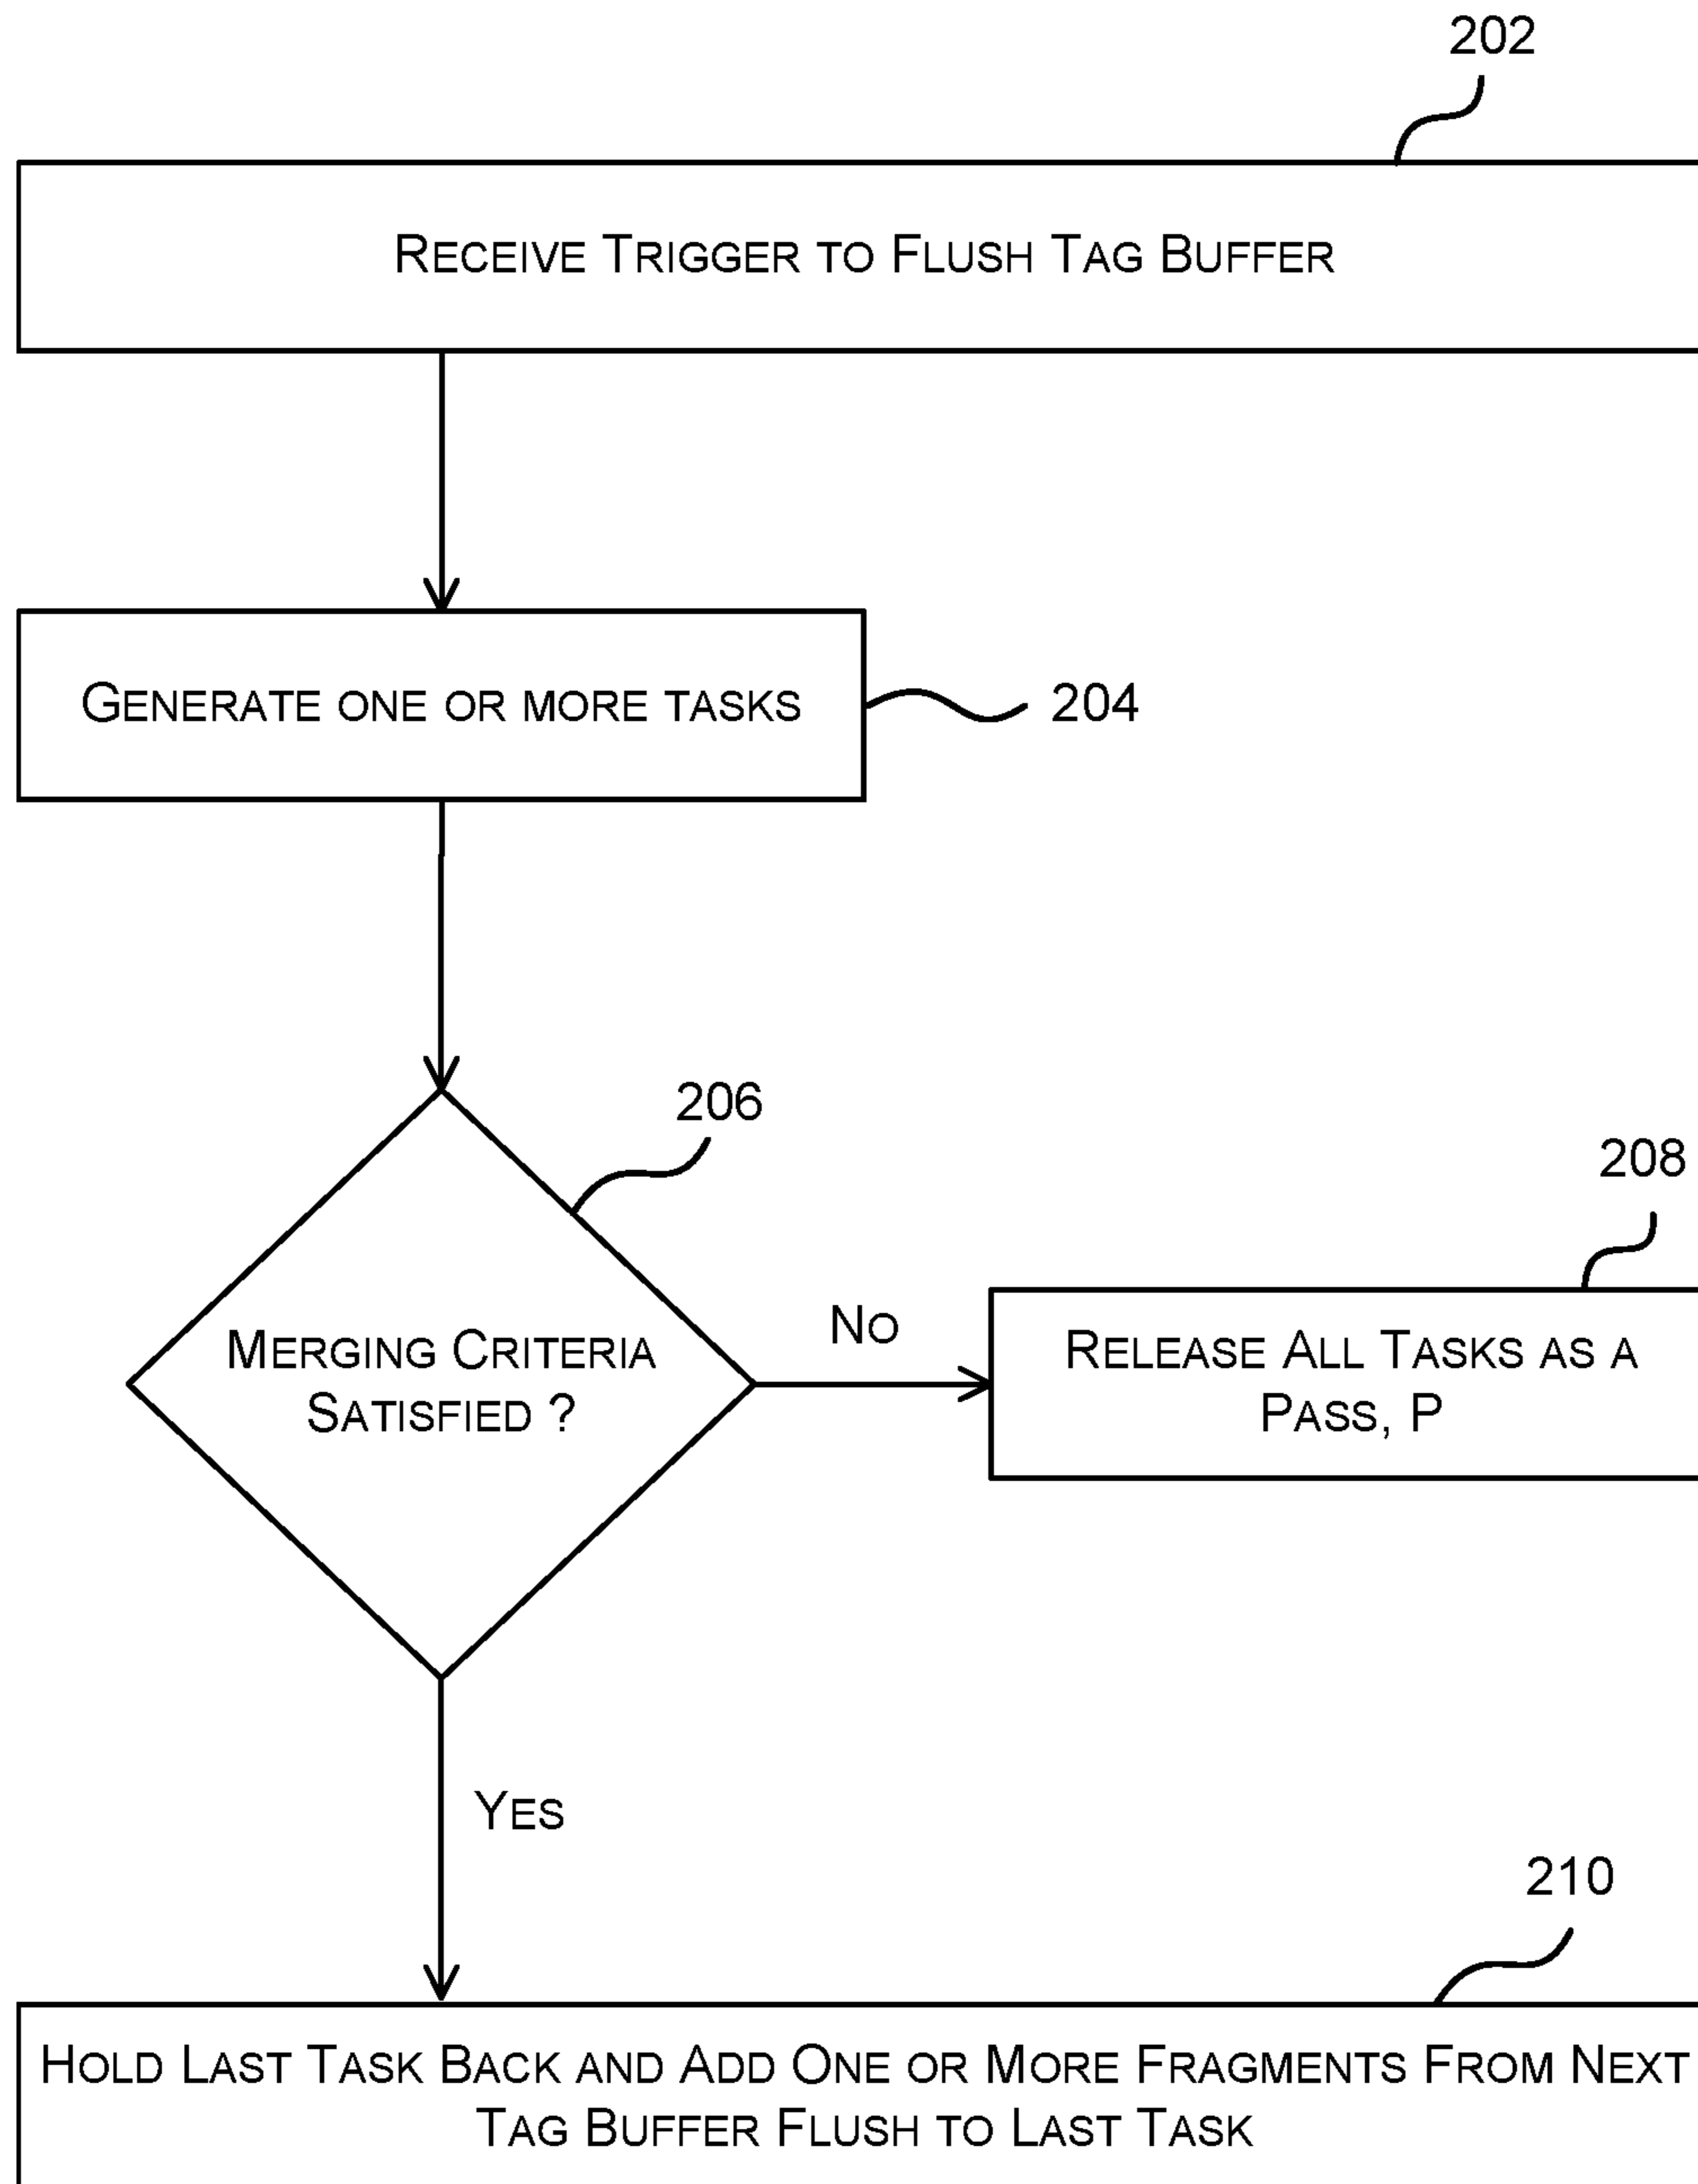 202
Receive Trigger to Flush Tag Buffer
Generate one or more tasks
204
206
208
Merging Criteria
Satisfied ?
No
Release All Tasks as a
Pass, P
Yes
210
Hold Last Task Back and Add One or More Fragments From Next
Tag Buffer Flush to Last Task